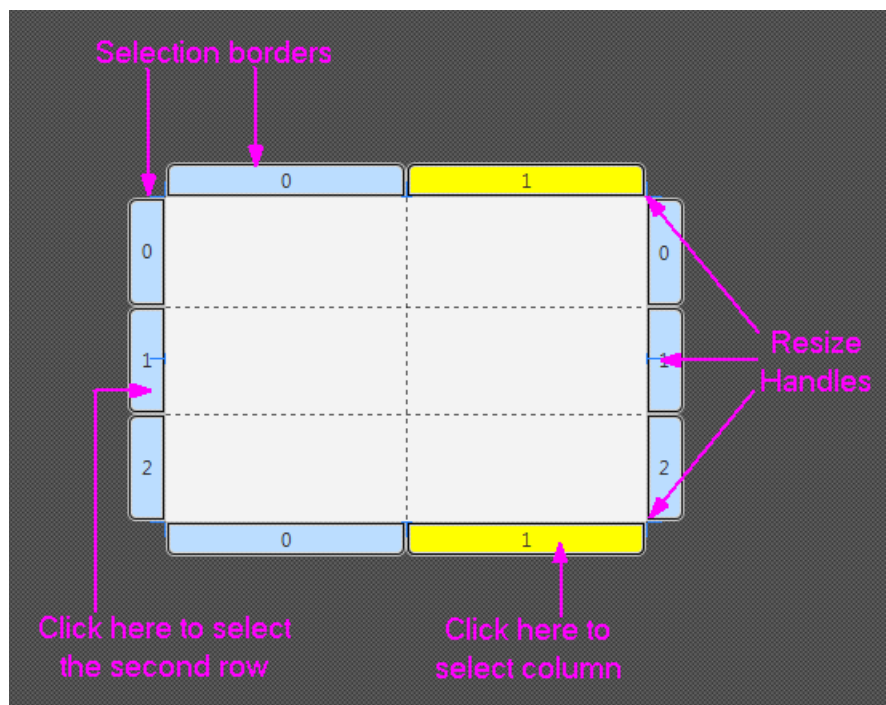 Selection borders
0 1
0 0
1 1
Resize
Handles
2 2
0 1
Click here to select
the second row
Click here to
select column